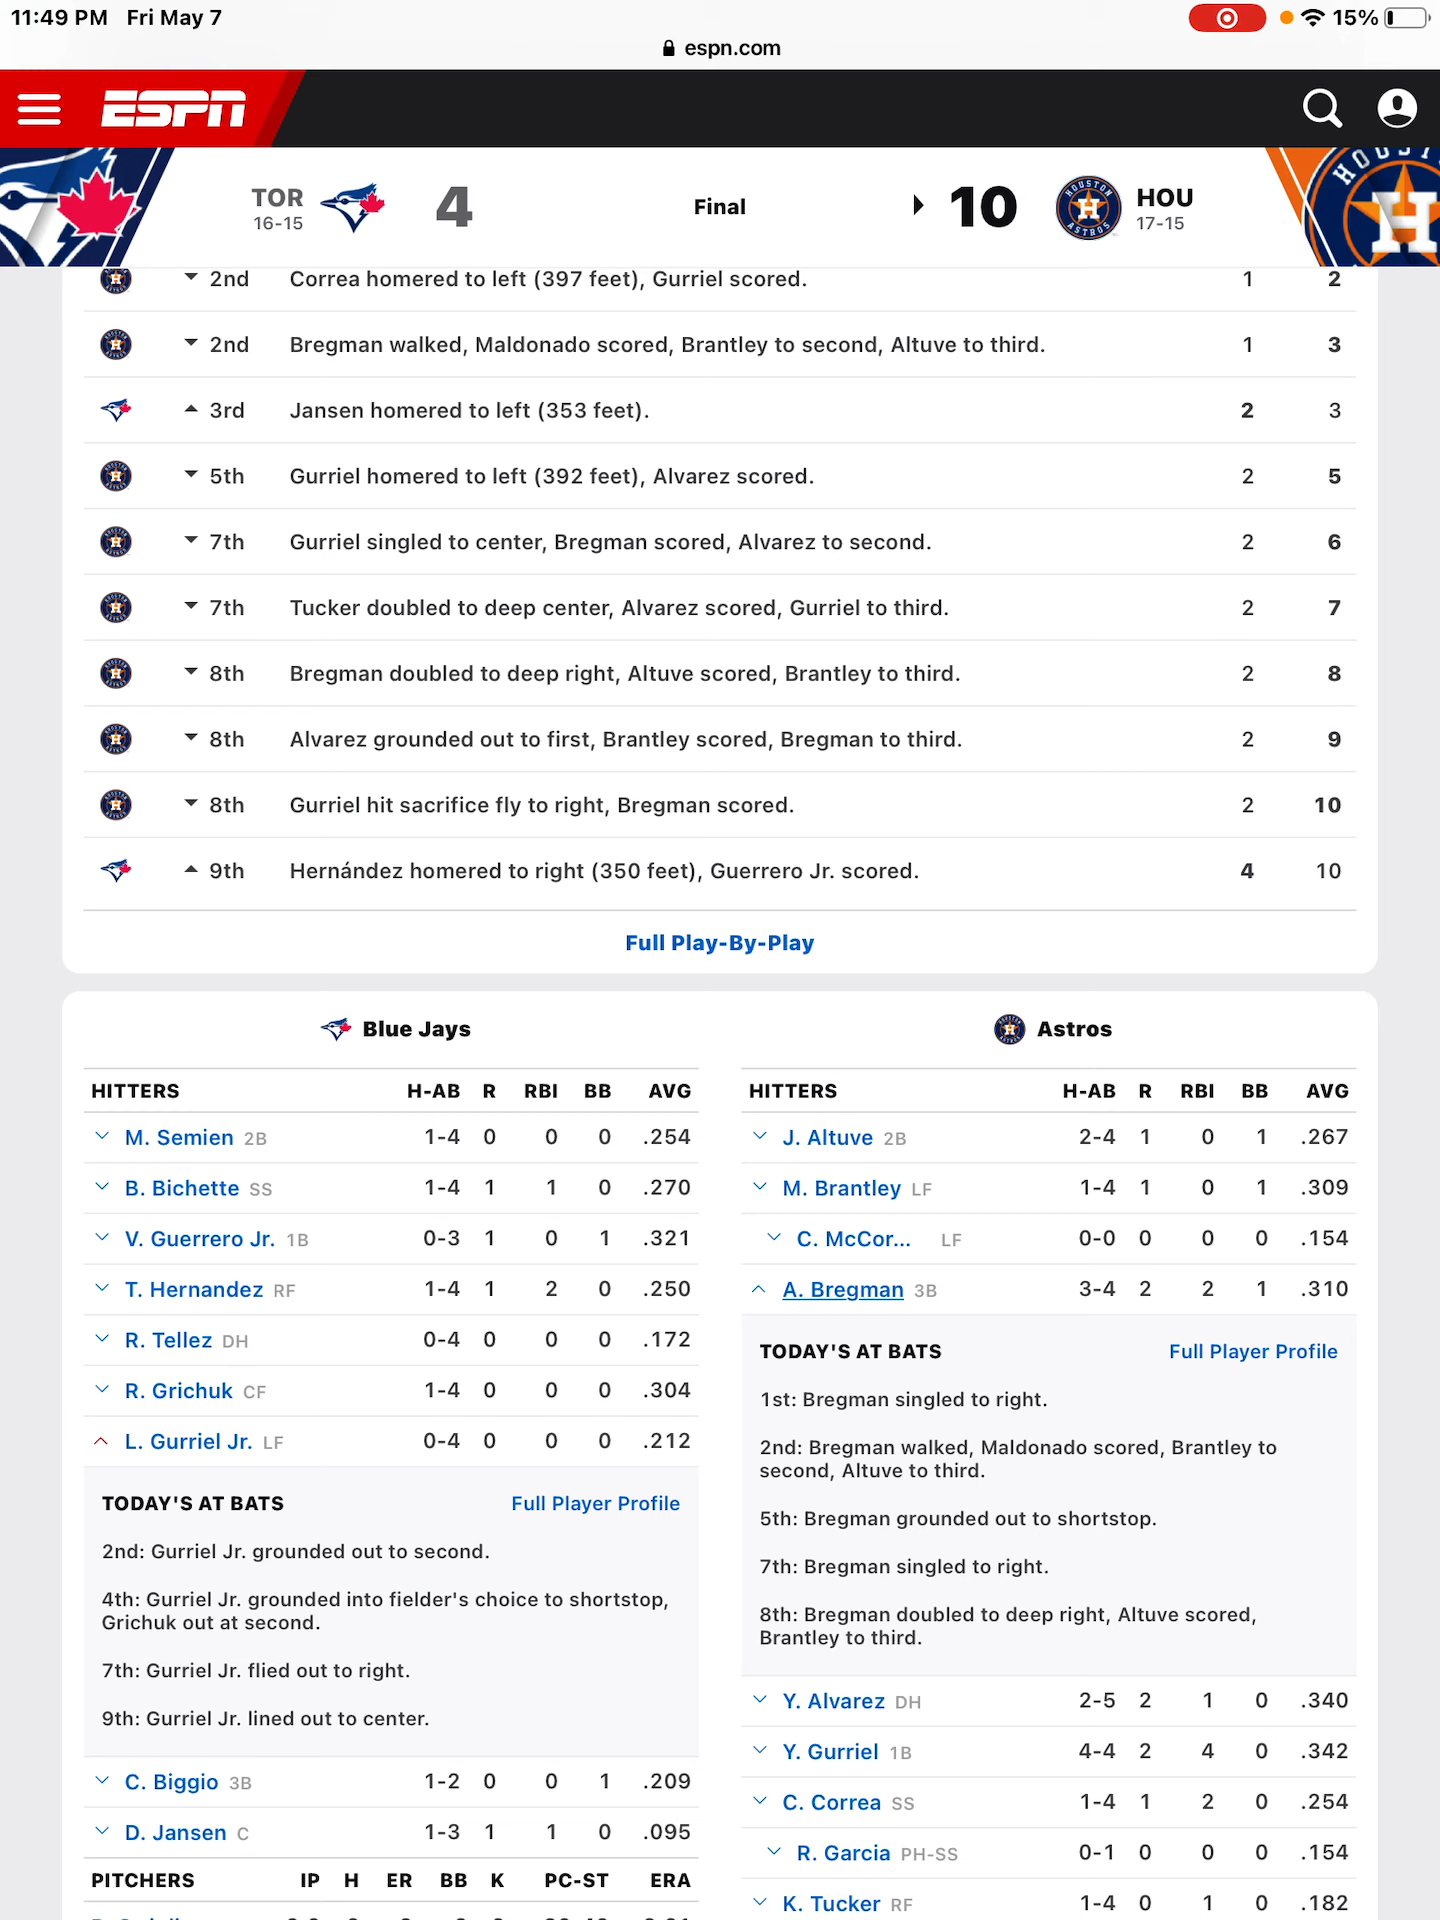 11:49 PM Fri May 7
15%
espn.com
ESPN
TOR
16-15
4
Final
10
HOU
17-15
2nd Correa homered to left (397 feet), Gurriel scored. 1 2
2nd Bregman walked, Maldonado scored, Brantley to second, Altuve to third. 1 3
3rd Jansen homered to left (353 feet). 2 3
5th Gurriel homered to left (392 feet), Alvarez scored. 2 5
7th Gurriel singled to center, Bregman scored, Alvarez to second. 2 6
7th Tucker doubled to deep center, Alvarez scored, Gurriel to third. 2 7
8th Bregman doubled to deep right, Altuve scored, Brantley to third. 2 8
8th Alvarez grounded out to first, Brantley scored, Bregman to third. 2 9
8th Gurriel hit sacrifice fly to right, Bregman scored. 2 10
9th Hernández homered to right (350 feet), Guerrero Jr. scored. 4 10
Full Play-By-Play
Blue Jays
HITTERS H-AB R RBI BB AVG
M. Semien 2B 1-4 0 0 0 .254
B. Bichette SS 1-4 1 1 0 .270
V. Guerrero Jr. 1B 0-3 1 0 1 .321
T. Hernandez RF 1-4 1 2 0 .250
R. Tellez DH 0-4 0 0 0 .172
R. Grichuk CF 1-4 0 0 0 .304
L. Gurriel Jr. LF 0-4 0 0 0 .212
TODAY'S AT BATS Full Player Profile
2nd: Gurriel Jr. grounded out to second.
4th: Gurriel Jr. grounded into fielder's choice to shortstop,
Grichuk out at second.
7th: Gurriel Jr. flied out to right.
9th: Gurriel Jr. lined out to center.
C. Biggio 3B 1-2 0 0 1 .209
D. Jansen C 1-3 1 1 0 .095
PITCHERS IP H ER BB K PC-ST ERA
Astros
HITTERS H-AB R RBI BB AVG
J. Altuve 2B 2-4 1 0 1 .267
M. Brantley LF 1-4 1 0 1 .309
C. McCor... LF 0-0 0 0 0 .154
A. Bregman 3B 3-4 2 2 1 .310
TODAY'S AT BATS Full Player Profile
1st: Bregman singled to right.
2nd: Bregman walked, Maldonado scored, Brantley to
second, Altuve to third.
5th: Bregman grounded out to shortstop.
7th: Bregman singled to right.
8th: Bregman doubled to deep right, Altuve scored,
Brantley to third.
Y. Alvarez DH 2-5 2 1 0 .340
Y. Gurriel 1B 4-4 2 4 0 .342
C. Correa SS 1-4 1 2 0 .254
R. Garcia PH-SS 0-1 0 0 0 .154
K. Tucker RF 1-4 0 1 0 .182